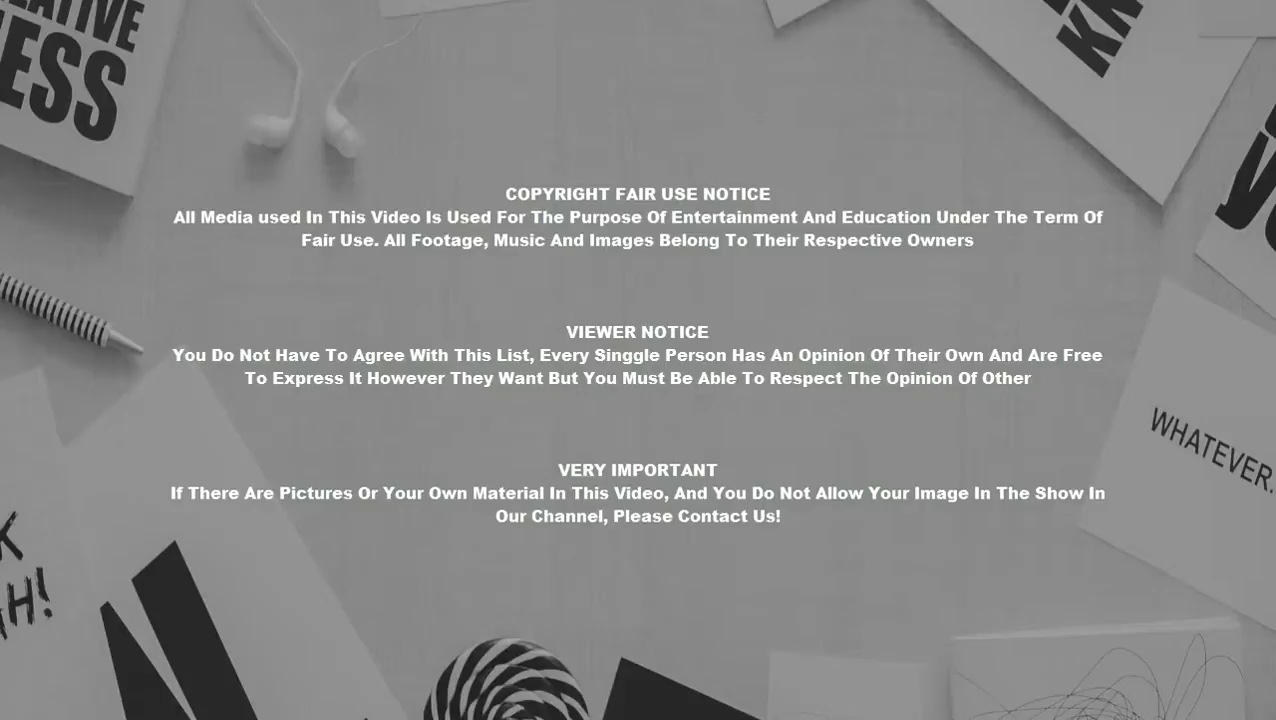 EATIVE
ESS
KN
COPYRIGHT FAIR USE NOTICE
All Media used In This Video Is Used For The Purpose Of Entertainment And Education Under The Term Of
Fair Use. All Footage, Music And Images Belong To Their Respective Owners
VIEWER NOTICE
You Do Not Have To Agree With This List, Every Singgle Person Has An Opinion Of Their Own And Are Free
To Express It However They Want But You Must Be Able To Respect The Opinion Of Other
WHATEVER.
VERY IMPORTANT
If There Are Pictures Or Your Own Material In This Video, And You Do Not Allow Your Image In The Show In
Our Channel, Please Contact Us!
H!